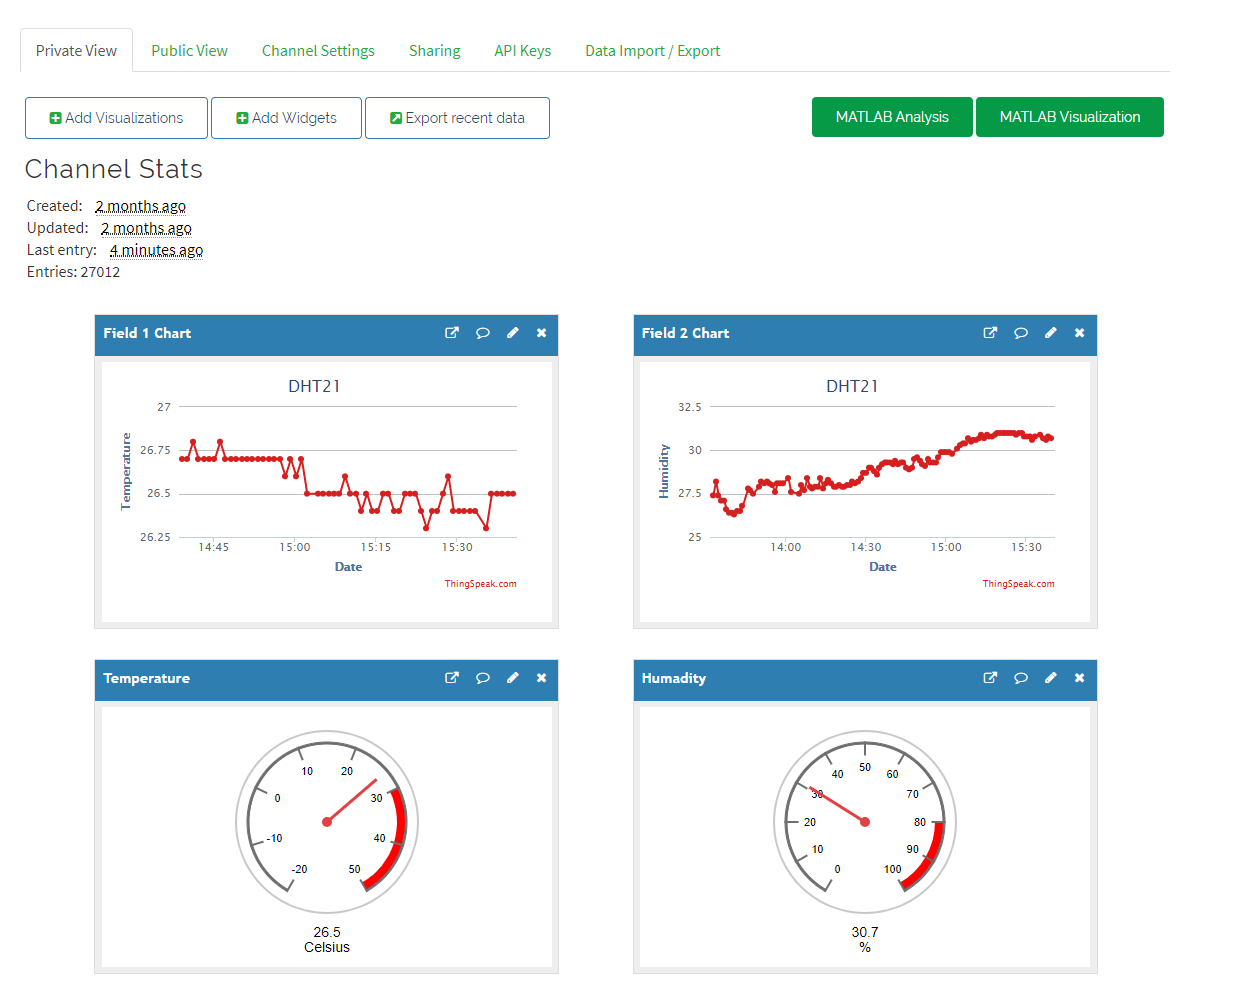 Private View Public View Channel Settings Sharing API Keys Data Import / Export
Add Visualizations Add Widgets Export recent data MATLAB Analysis MATLAB Visualization
Channel Stats
Created: 2 months ago
Updated: 2 months ago
Last entry: 4 minutes ago
Entries: 27012
Field 1 Chart
DHT21
Temperature
27
26.75
26.5
26.25
14:45 15:00 15:15 15:30
Date
ThingSpeak.com
Field 2 Chart
DHT21
Humidity
32.5
30
27.5
25
14:00 14:30 15:00 15:30
Date
ThingSpeak.com
Temperature
-20
-10
0
10
20
30
40
50
26.5
Celsius
Humadity
0
10
20
30
40
50
60
70
80
90
100
30.7
%